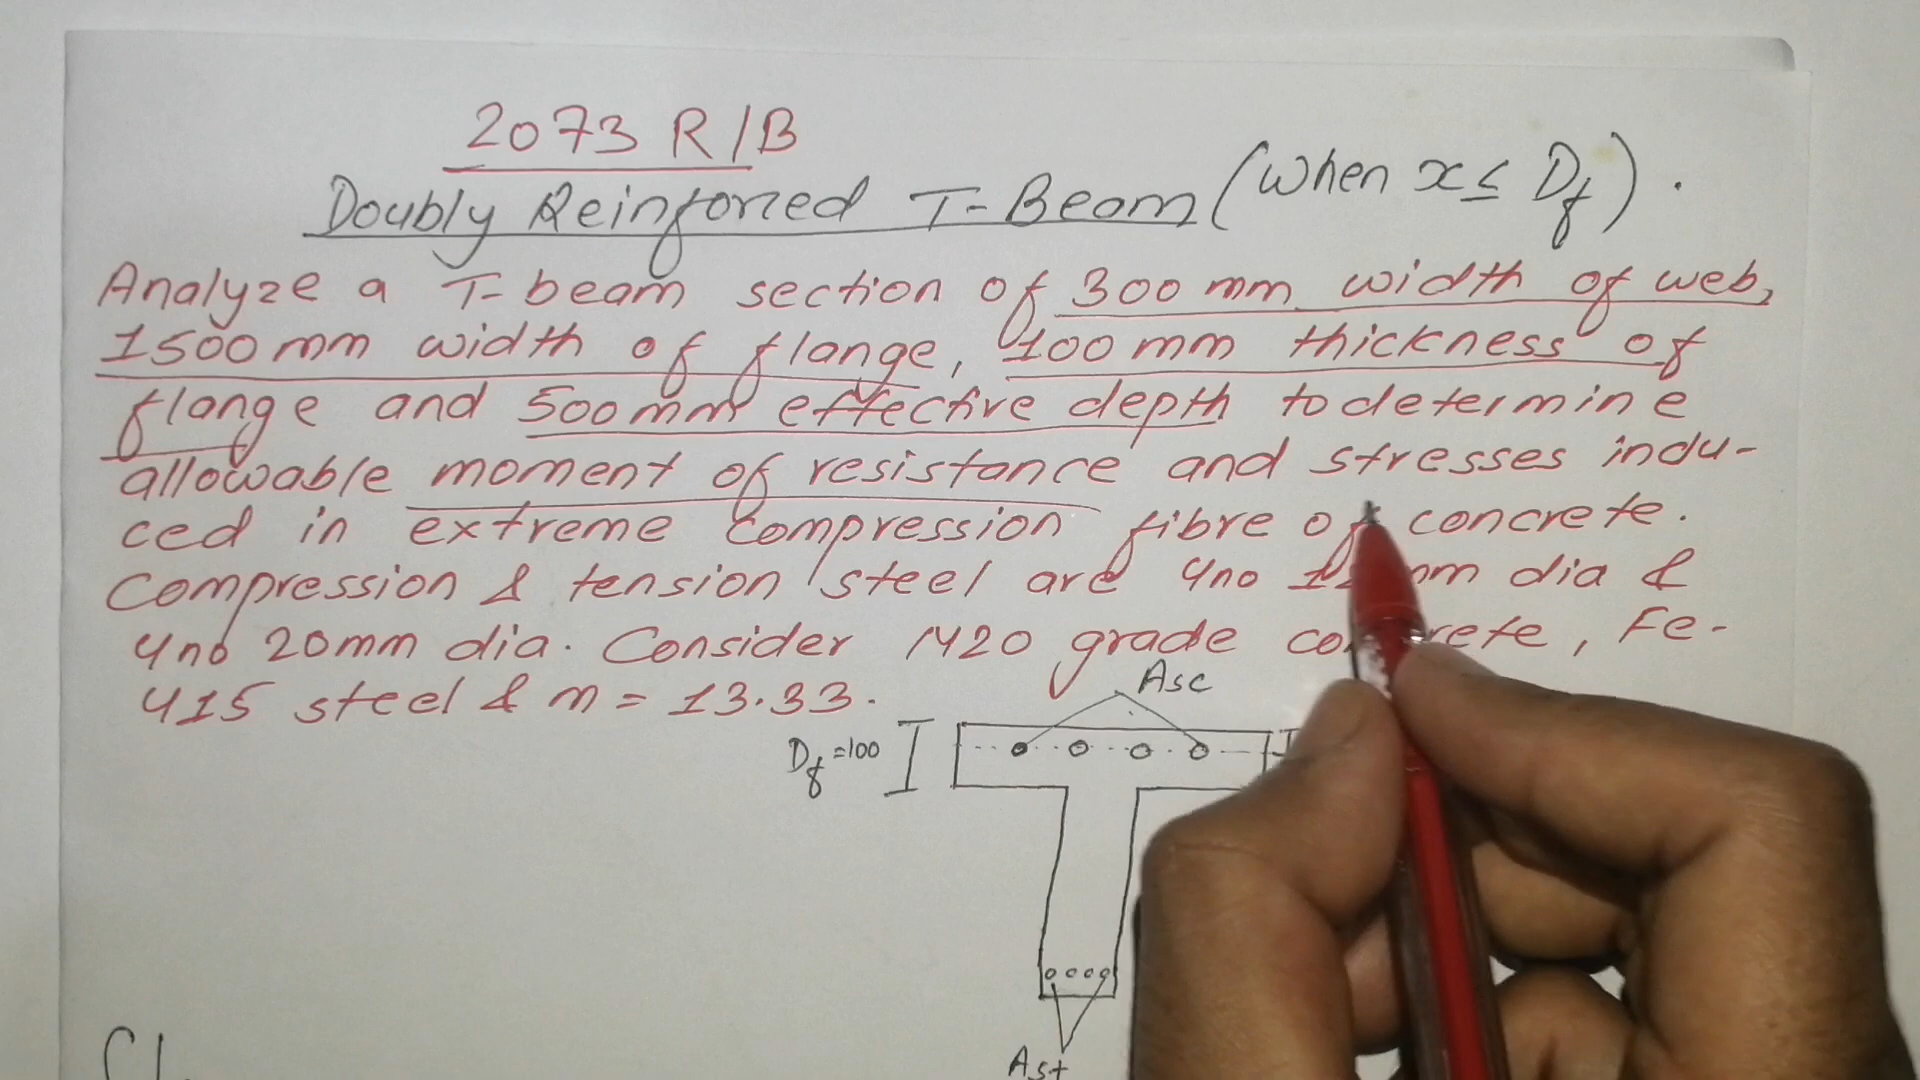 2073 R/B
Doubly Reinforced T-Beam (when x ≤ Df).
Analyze a T-beam section of 300 mm width of web,
1500 mm width of flange, 100 mm thickness of
flange and 500 mm effective depth to determine
allowable moment of resistance and stresses indu-
ced in extreme compression fibre of concrete.
Compression & tension steel are 4no dia &
4no 20mm dia. Consider M20 grade concrete, Fe-
415 steel & m = 13.33.
Asc
Df =100
Ast